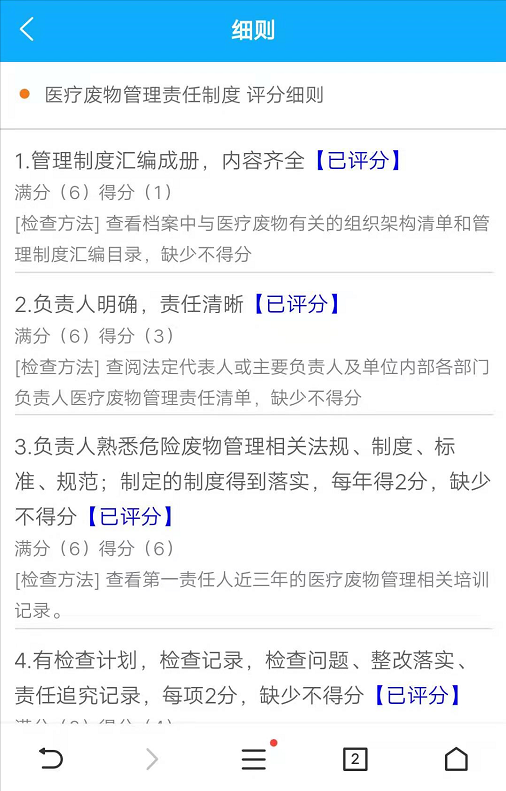 细则
医疗废物管理责任制度 评分细则
1.管理制度汇编成册，内容齐全【已评分】
满分（6）得分（1）
[检查方法] 查看档案中与医疗废物有关的组织架构清单和管
理制度汇编目录，缺少不得分
2.负责人明确，责任清晰【已评分】
满分（6）得分（3）
[检查方法] 查阅法定代表人或主要负责人及单位内部各部门
负责人医疗废物管理责任清单，缺少不得分
3.负责人熟悉危险废物管理相关法规、制度、标
准、规范；制定的制度得到落实，每年得2分，缺少
不得分【已评分】
满分（6）得分（6）
[检查方法] 查看第一责任人近三年的医疗废物管理相关培训
记录。
4.有检查计划，检查记录，检查问题、整改落实、
责任追究记录，每项2分，缺少不得分【已评分】
2